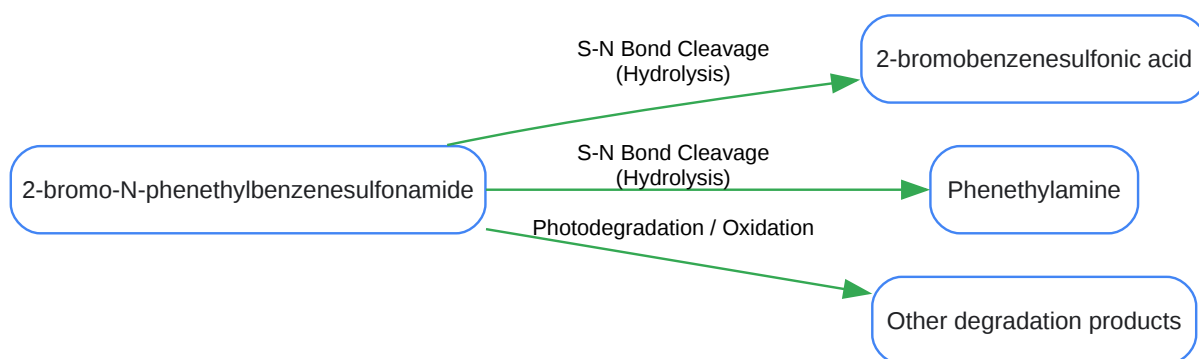 S-N Bond Cleavage
(Hydrolysis)
2-bromobenzenesulfonic acid
2-bromo-N-phenethylbenzenesulfonamide
S-N Bond Cleavage
(Hydrolysis)
Phenethylamine
Photodegradation / Oxidation
Other degradation products